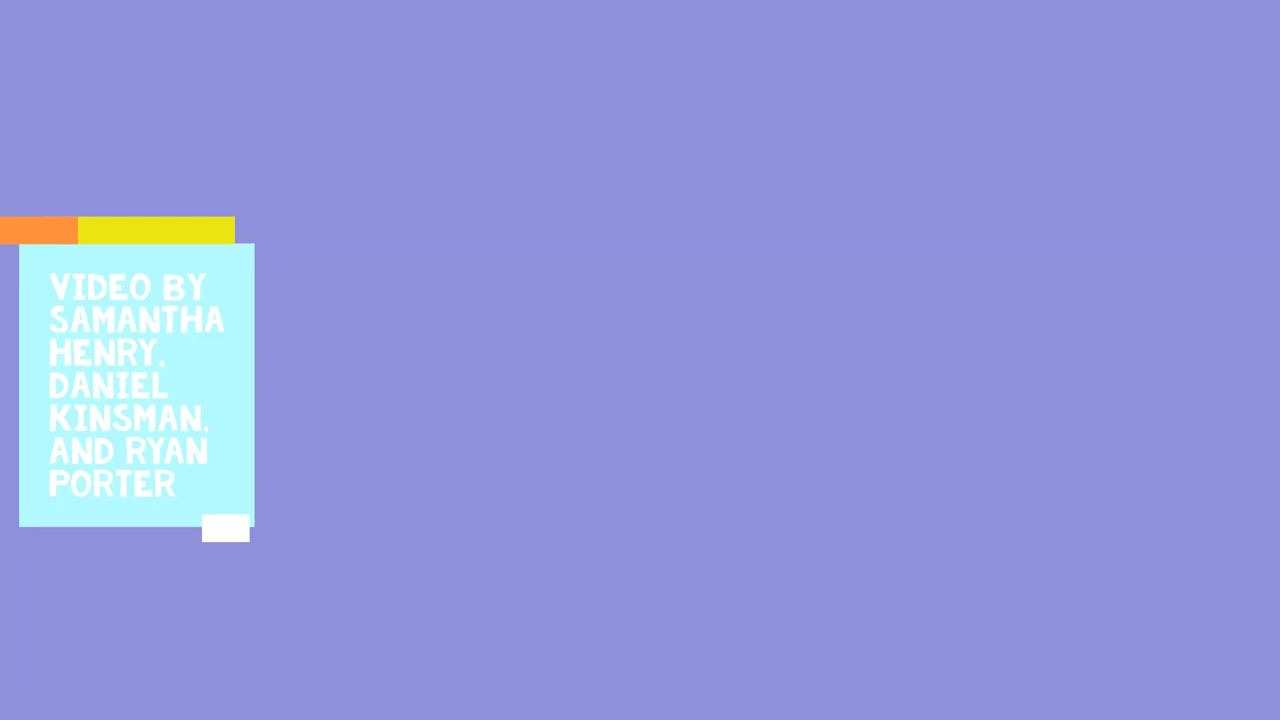 VIDEO BY
SAMANTHA
HENRY,
DANIEL
KINSMAN,
AND RYAN
PORTER